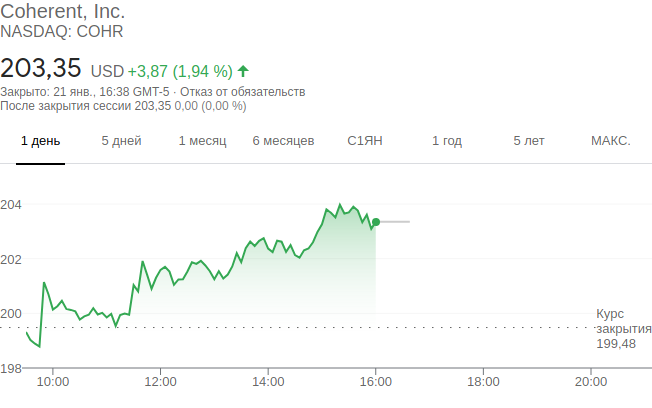 Coherent, Inc.
NASDAQ: COHR
203,35 USD +3,87 (1,94 %)
Закрыто: 21 янв., 16:38 GMT-5 · Отказ от обязательств
После закрытия сессии 203,35 0,00 (0,00 %)
1 день 5 дней 1 месяц 6 месяцев С1ЯН 1 год 5 лет МАКС.
204
202
200
198
Курс
закрытия
199,48
10:00 12:00 14:00 16:00 18:00 20:00